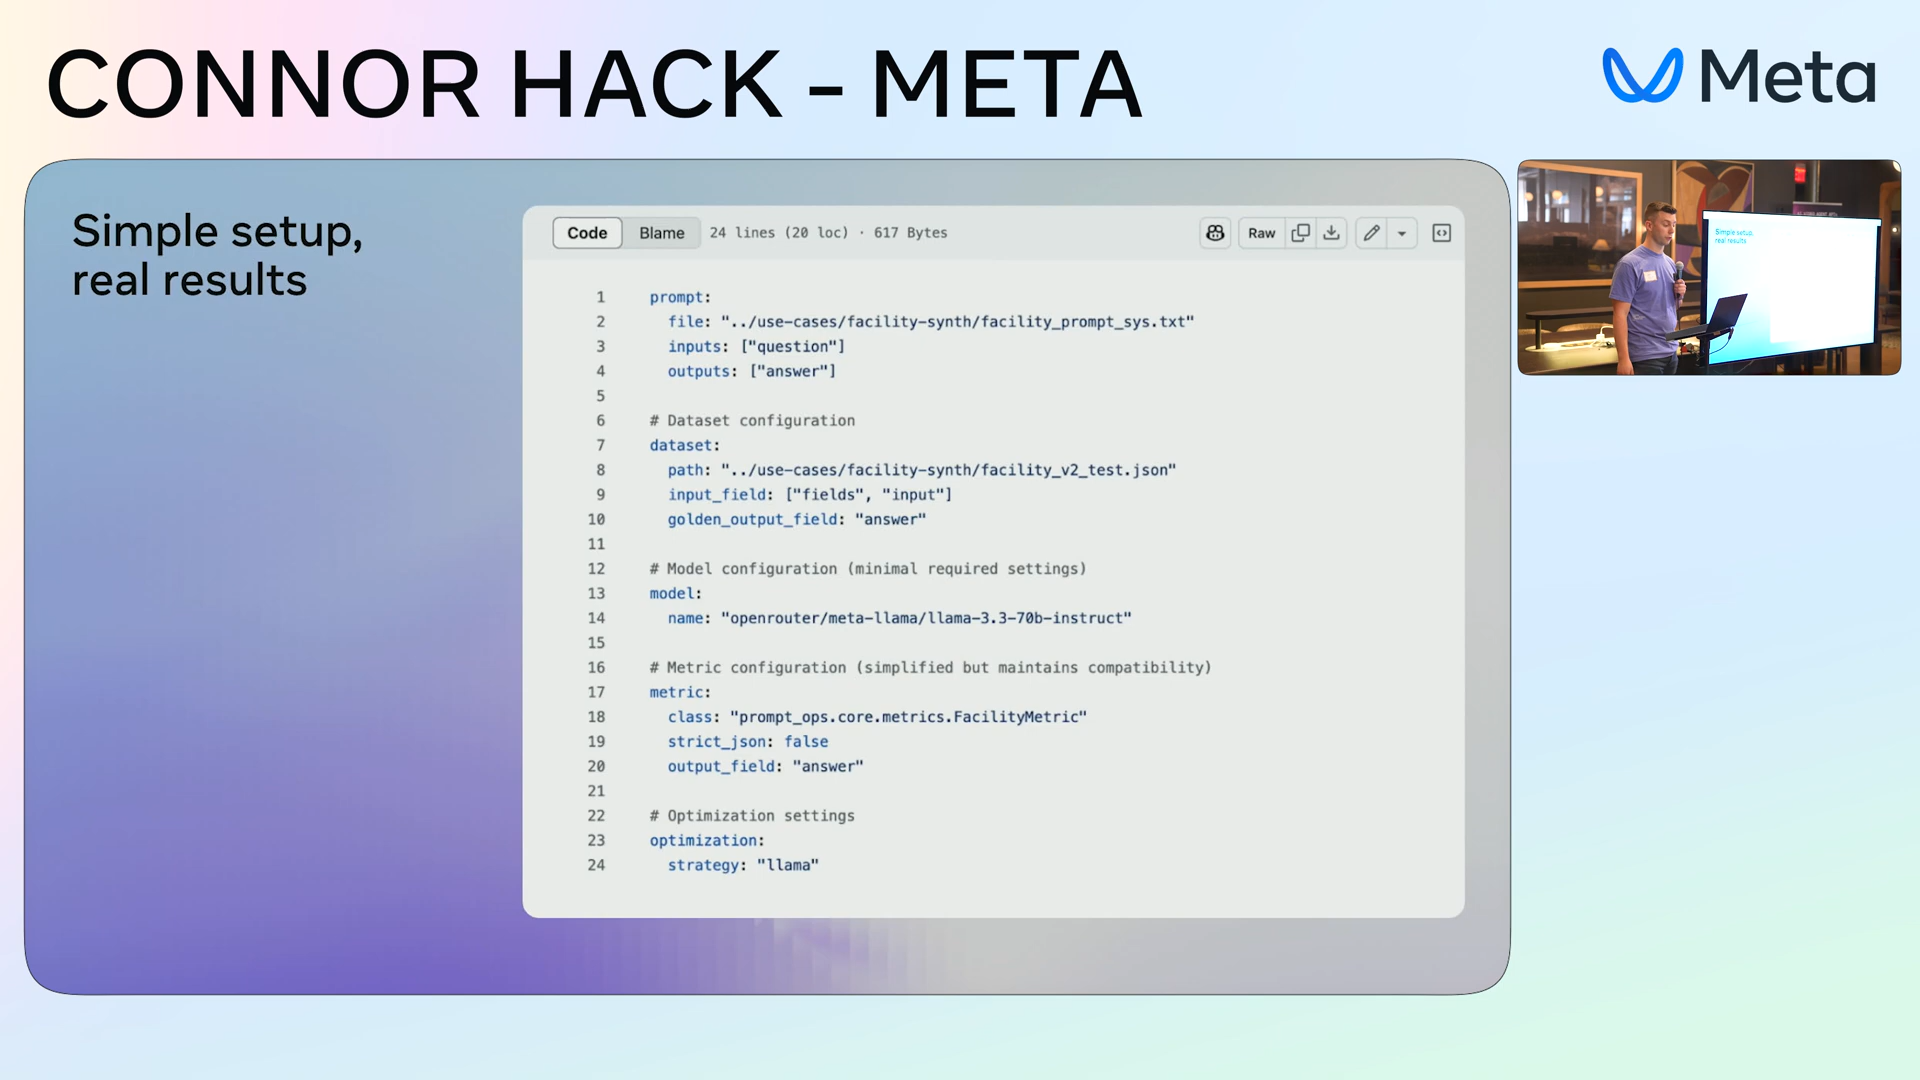 CONNOR HACK – META
Meta
Simple setup,
real results
Code Blame 24 lines (20 loc) · 617 Bytes Raw
1 prompt:
2   file: "../use-cases/facility-synth/facility_prompt_sys.txt"
3   inputs: ["question"]
4   outputs: ["answer"]
5
6 # Dataset configuration
7 dataset:
8   path: "../use-cases/facility-synth/facility_v2_test.json"
9   input_field: ["fields", "input"]
10   golden_output_field: "answer"
11
12 # Model configuration (minimal required settings)
13 model:
14   name: "openrouter/meta-llama/llama-3.3-70b-instruct"
15
16 # Metric configuration (simplified but maintains compatibility)
17 metric:
18   class: "prompt_ops.core.metrics.FacilityMetric"
19   strict_json: false
20   output_field: "answer"
21
22 # Optimization settings
23 optimization:
24   strategy: "llama"
Simple setup,
real results